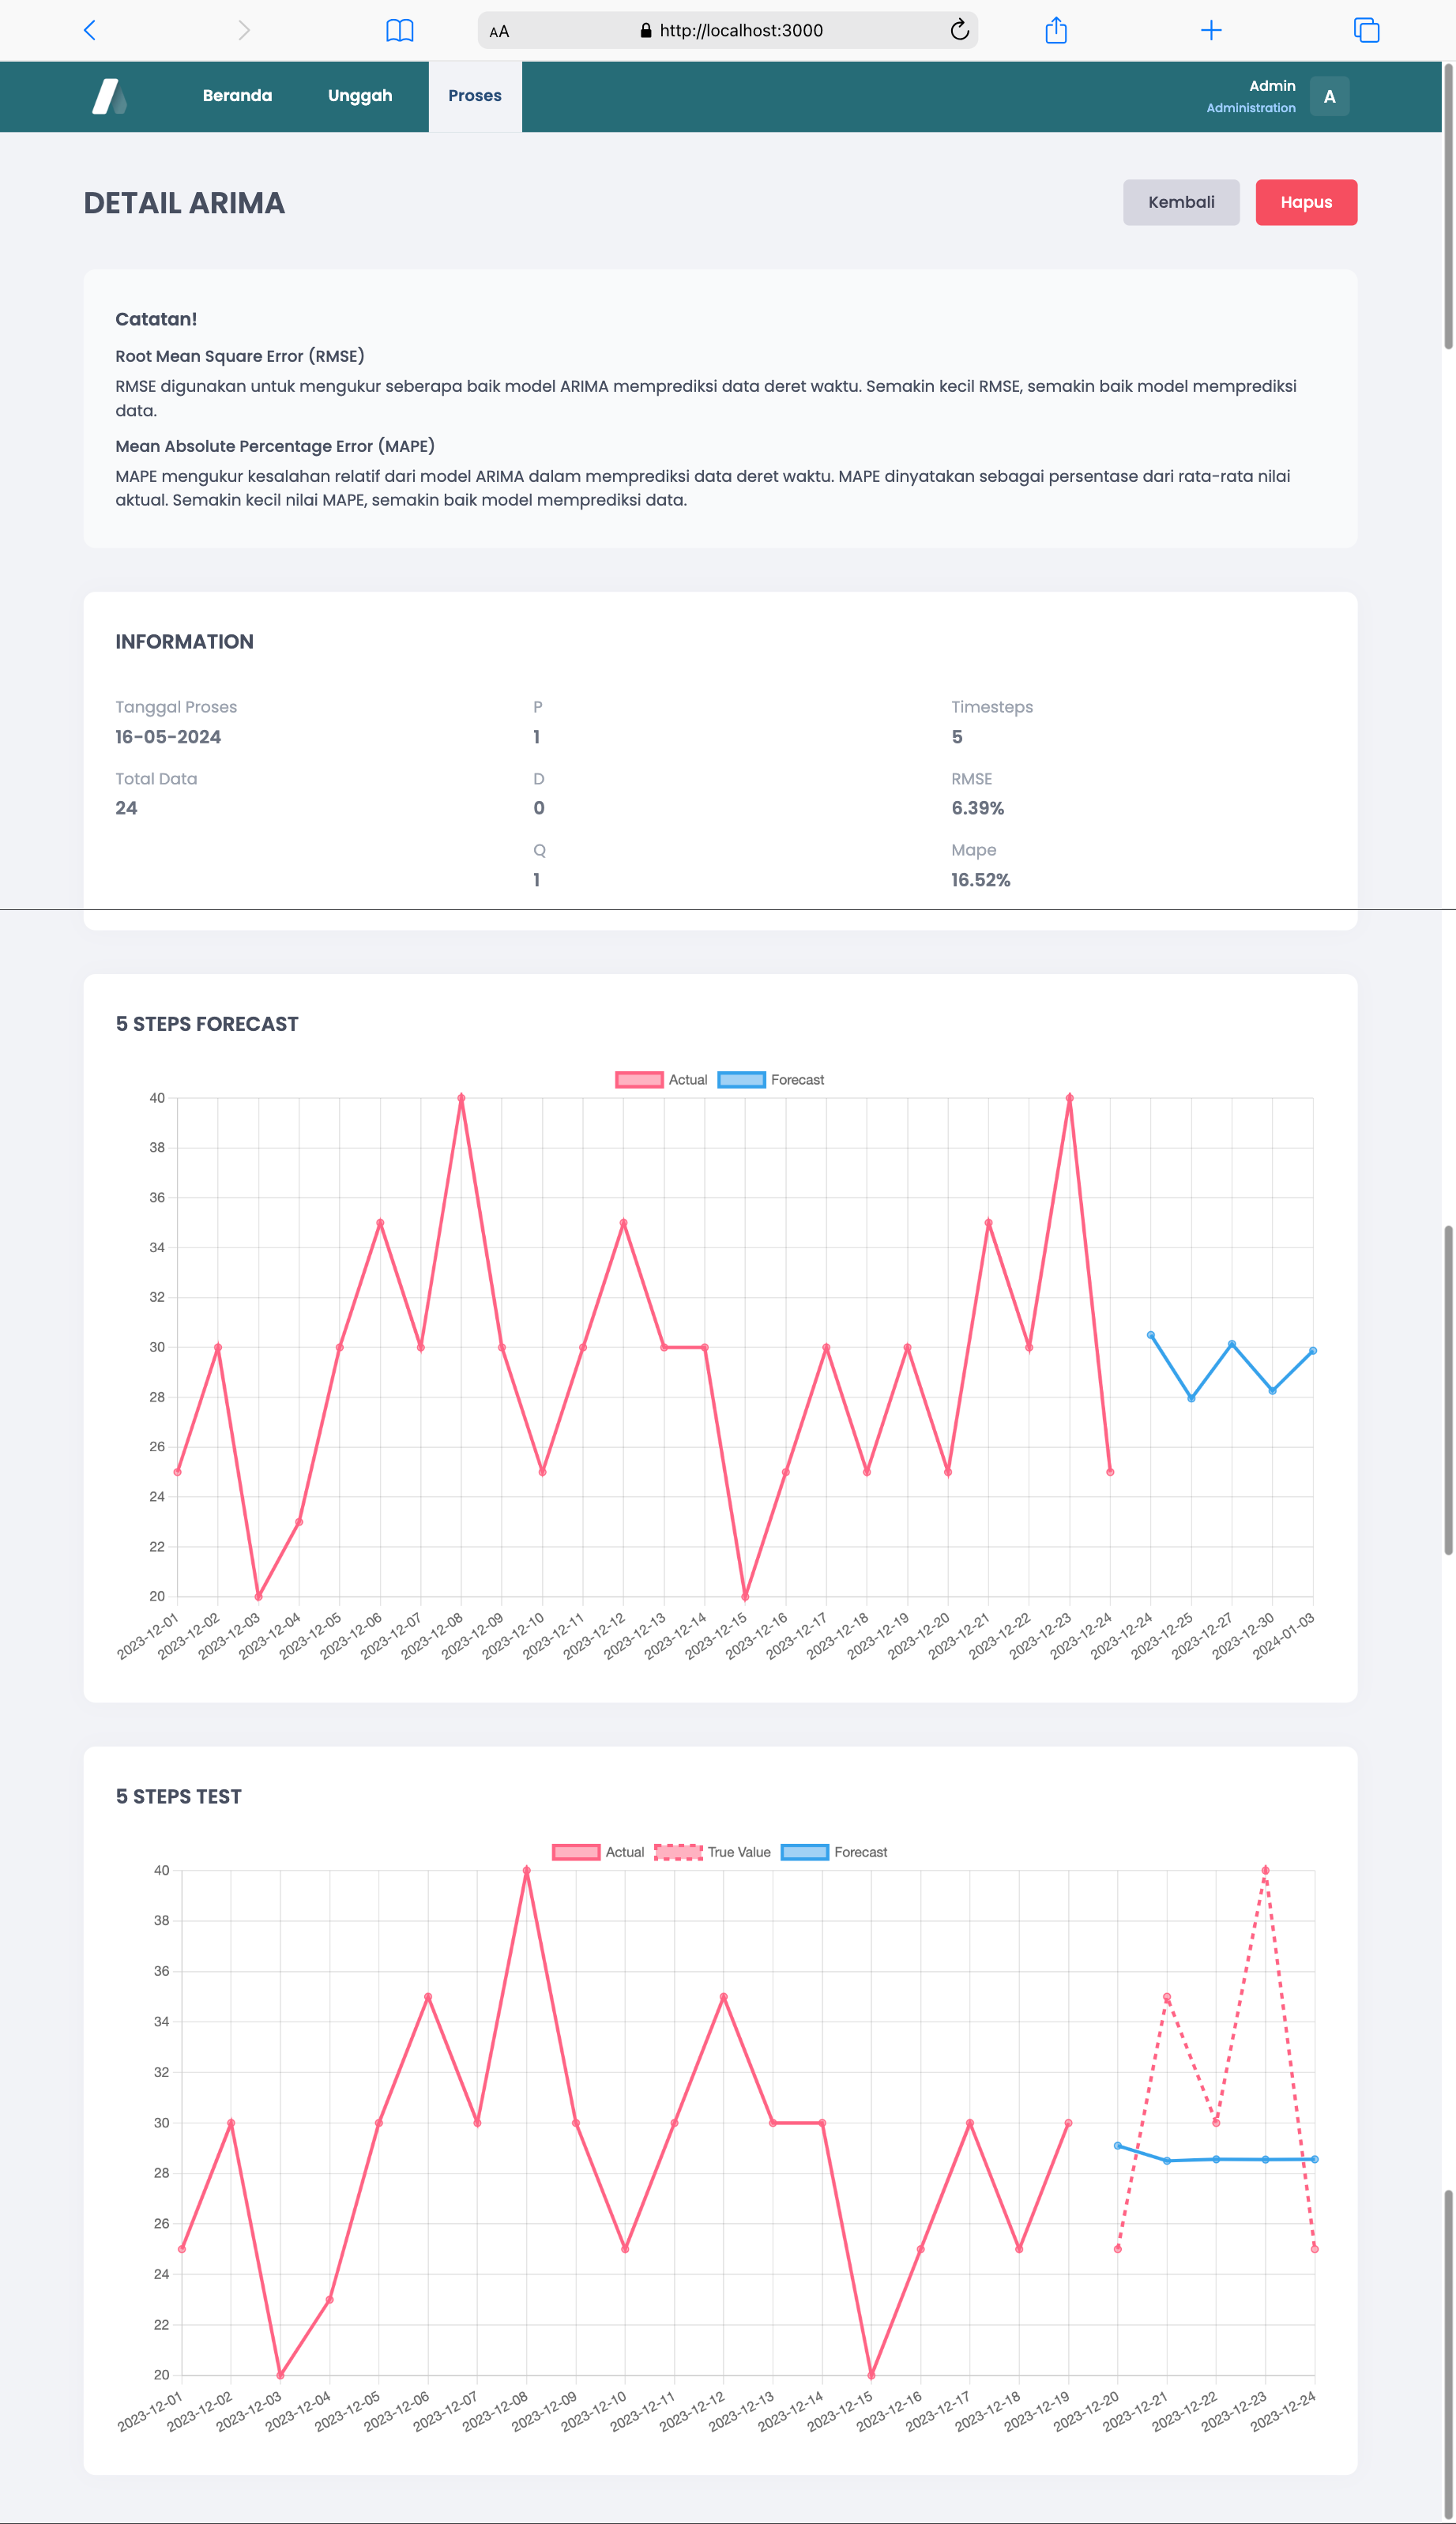 AA http://localhost:3000
Beranda Unggah Proses Admin
Administration
A
DETAIL ARIMA
Kembali Hapus
Catatan!
Root Mean Square Error (RMSE)
RMSE digunakan untuk mengukur seberapa baik model ARIMA memprediksi data deret waktu. Semakin kecil RMSE, semakin baik model memprediksi
data.
Mean Absolute Percentage Error (MAPE)
MAPE mengukur kesalahan relatif dari model ARIMA dalam memprediksi data deret waktu. MAPE dinyatakan sebagai persentase dari rata-rata nilai
aktual. Semakin kecil nilai MAPE, semakin baik model memprediksi data.
INFORMATION
Tanggal Proses P Timesteps
16-05-2024 1 5
Total Data D RMSE
24 0 6.39%
Q Mape
1 16.52%
5 STEPS FORECAST
Actual Forecast
40
38
36
34
32
30
28
26
24
22
20
2023-12-01 2023-12-02 2023-12-03 2023-12-04 2023-12-05 2023-12-06 2023-12-07 2023-12-08 2023-12-09 2023-12-10 2023-12-11 2023-12-12 2023-12-13 2023-12-14 2023-12-15 2023-12-16 2023-12-17 2023-12-18 2023-12-19 2023-12-20 2023-12-21 2023-12-22 2023-12-23 2023-12-24 2023-12-24 2023-12-25 2023-12-27 2023-12-30 2024-01-03
5 STEPS TEST
Actual True Value Forecast
40
38
36
34
32
30
28
26
24
22
20
2023-12-01 2023-12-02 2023-12-03 2023-12-04 2023-12-05 2023-12-06 2023-12-07 2023-12-08 2023-12-09 2023-12-10 2023-12-11 2023-12-12 2023-12-13 2023-12-14 2023-12-15 2023-12-16 2023-12-17 2023-12-18 2023-12-19 2023-12-20 2023-12-21 2023-12-22 2023-12-23 2023-12-24